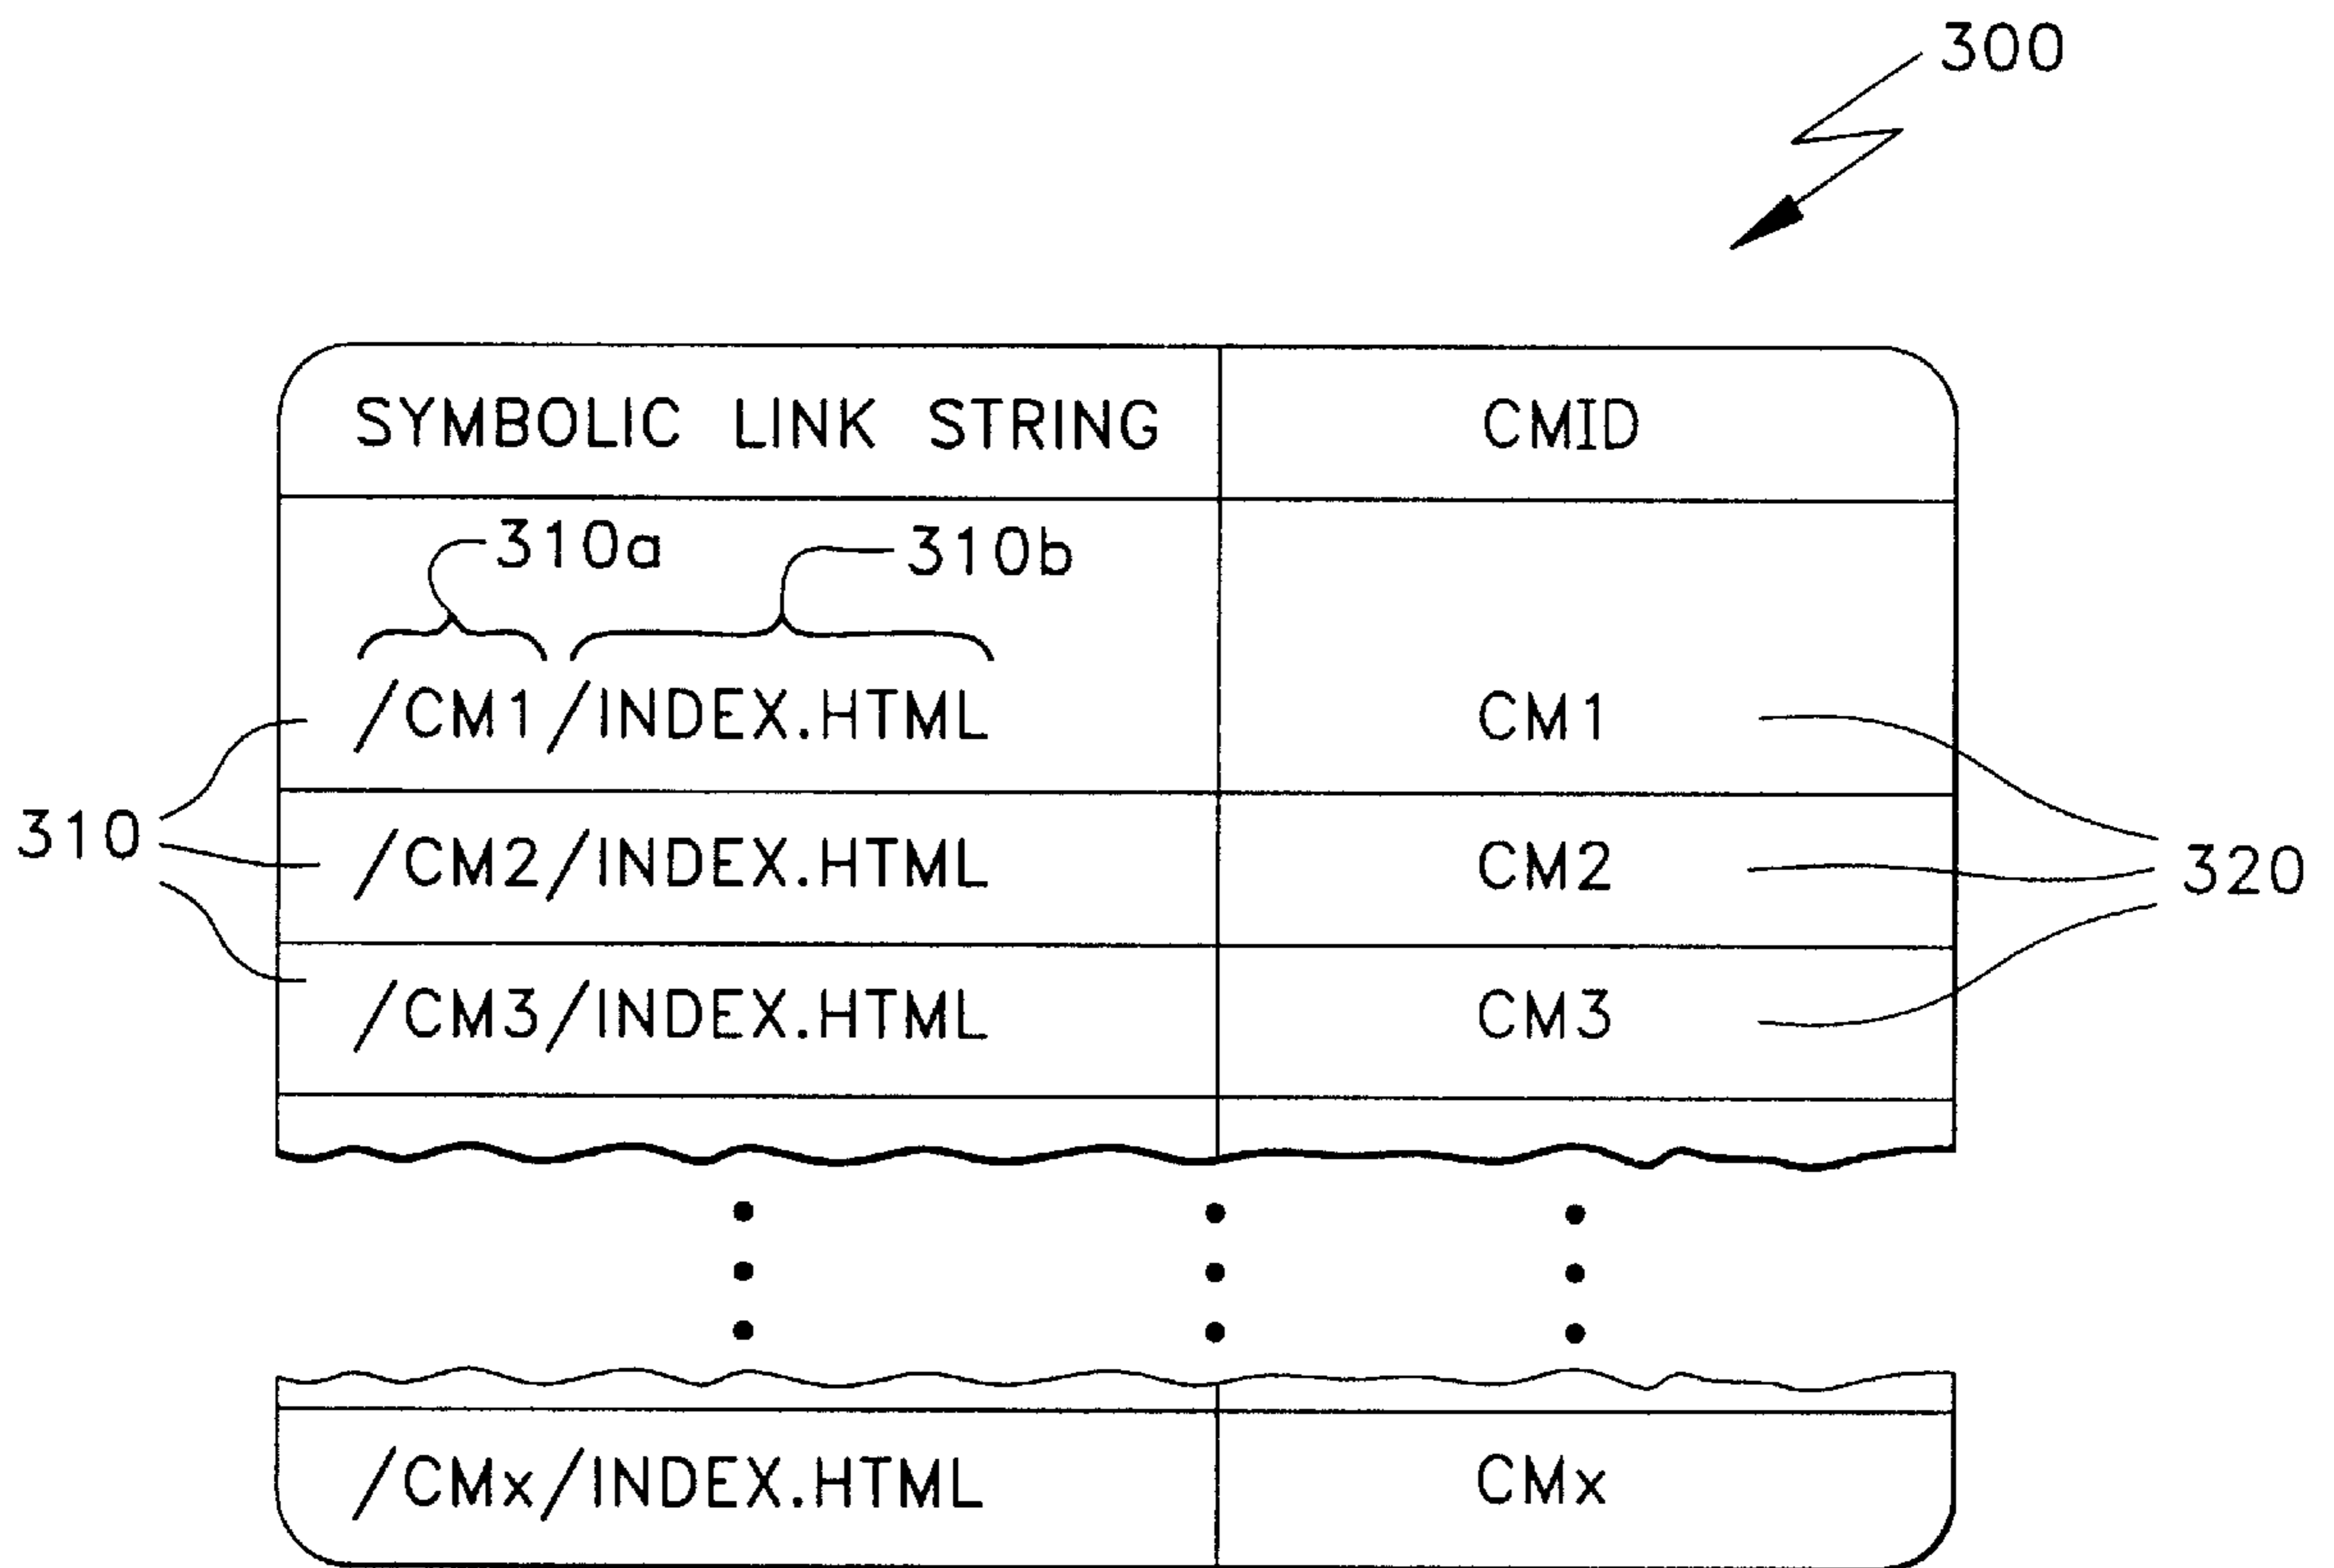 300
SYMBOLIC LINK STRING CMID
310a 310b
/CM1/INDEX.HTML CM1
310
/CM2/INDEX.HTML CM2
320
/CM3/INDEX.HTML CM3
/CMx/INDEX.HTML CMx